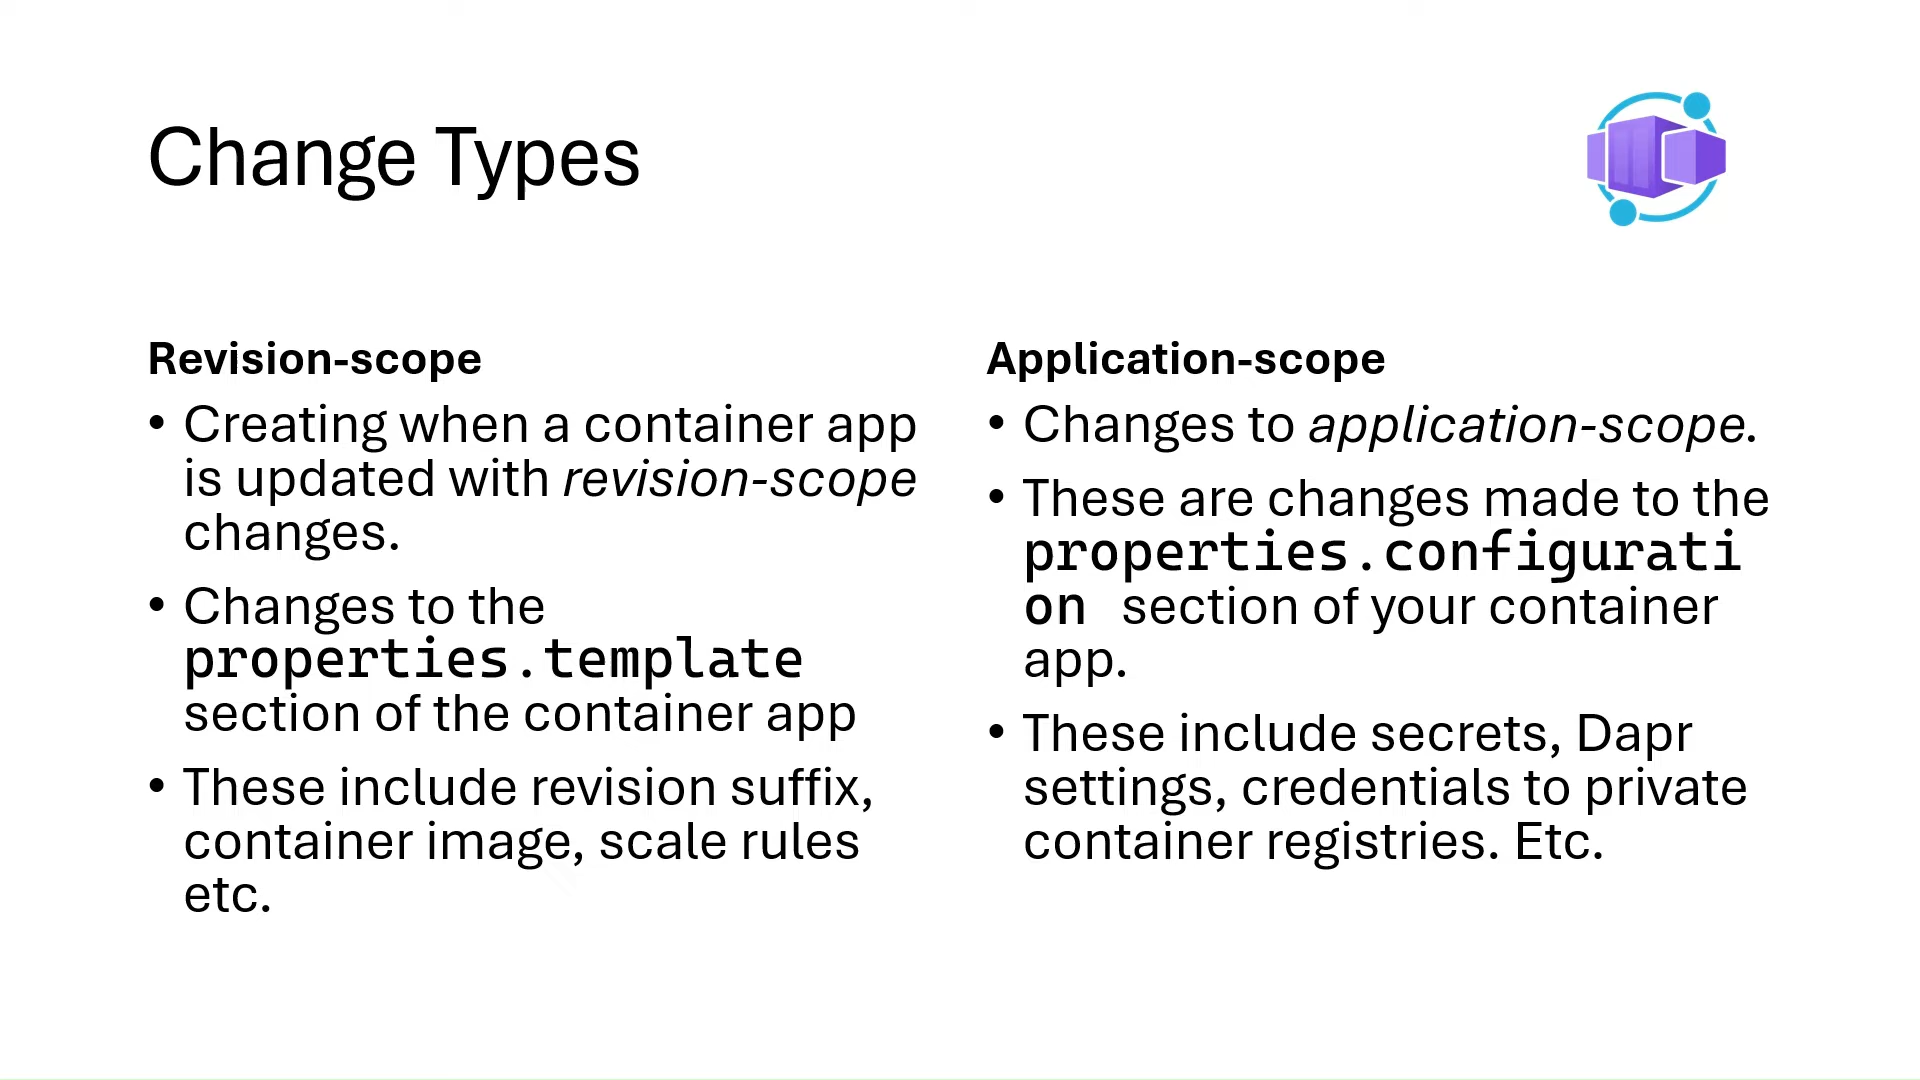 Change Types
Revision-scope
• Creating when a container app
is updated with revision-scope
changes.
• Changes to the
properties.template
section of the container app
• These include revision suffix,
container image, scale rules
etc.
Application-scope
• Changes to application-scope.
• These are changes made to the
properties.configurati
on section of your container
app.
• These include secrets, Dapr
settings, credentials to private
container registries. Etc.